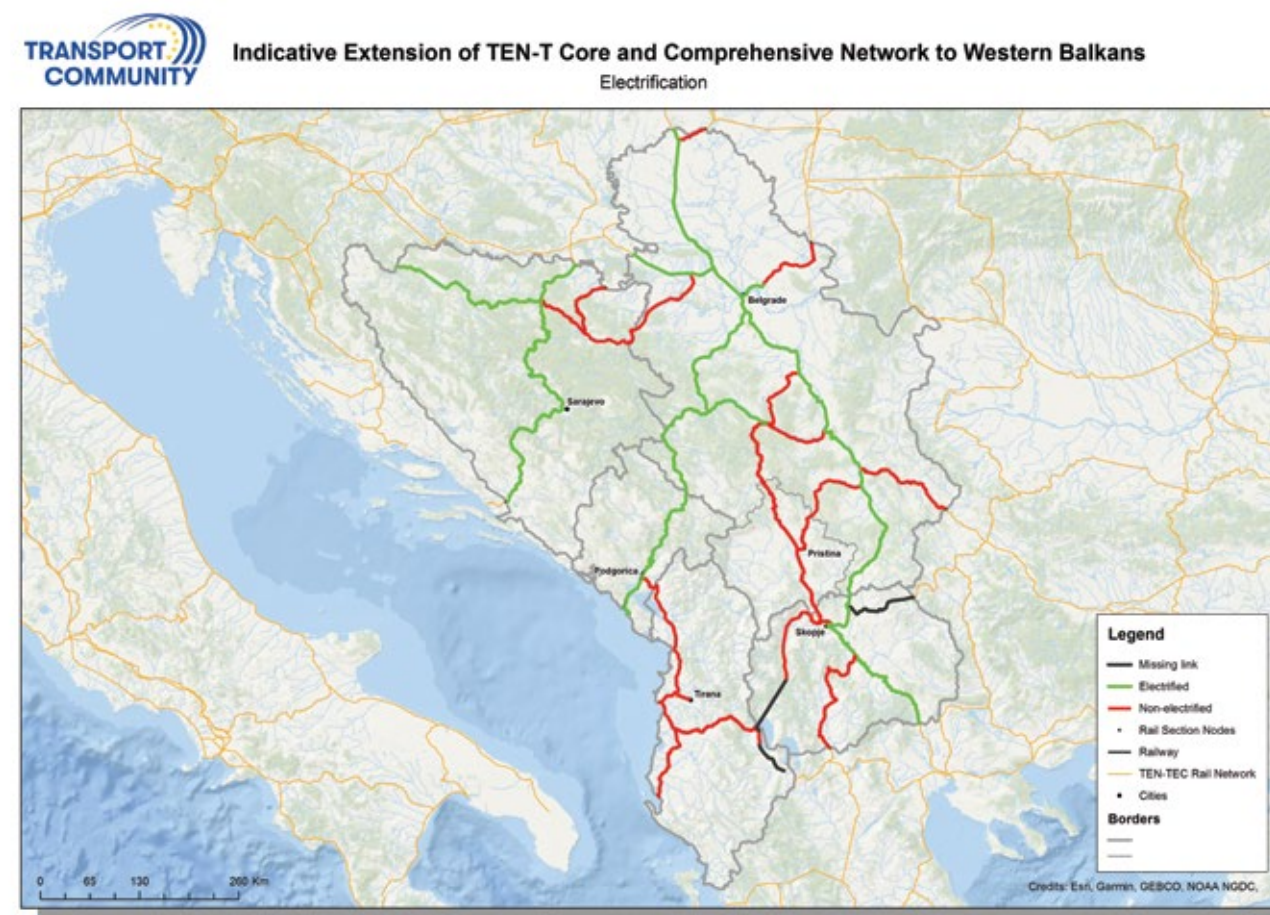 TRANSPORT
COMMUNITY
Indicative Extension of TEN-T Core and Comprehensive Network to Western Balkans
Electrification
Belgrade
Sarajevo
Pristina
Podgorica
Skopje
Tirana
Legend
Missing link
Electrified
Non-electrified
Rail Section Nodes
Railway
TEN-TEC Rail Network
Cities
Borders
0 65 130 260 Km
Credits: Esri, Garmin, GEBCO, NOAA NGDC,